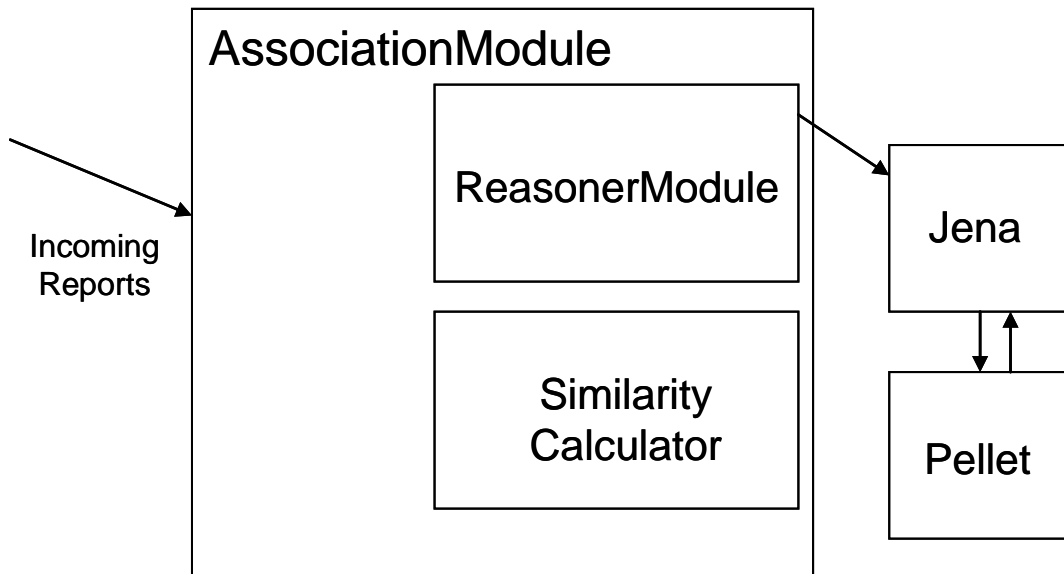 AssociationModule
ReasonerModule
Jena
Incoming
Reports
Similarity
Calculator
Pellet